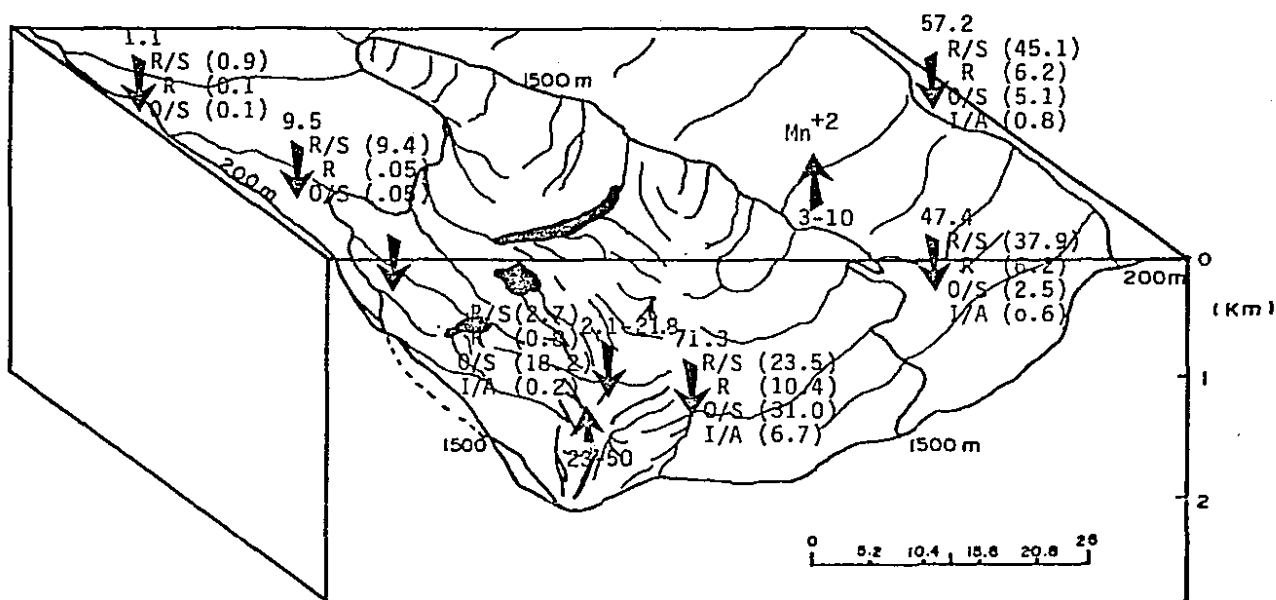 1.1
R/S (0.9)
R (0.1
O/S (0.1)
9.5
R/S (9.4)
R (.05
O/S (.05)
200m
1500m
57.2
R/S (45.1)
R (6.2)
O/S (5.1)
I/A (0.8)
Mn+2
3-10
47.4
R/S (37.9)
R (6.2)
O/S (2.5)
I/A (o.6)
0
200m
(Km)
R/S(2.7)
O/S (18.2)
I/A (0.2)
2.1-21.8
71.3
R/S (23.5)
R (10.4)
O/S (31.0)
I/A (6.7)
1
1500
23-50
1500m
2
0 5.2 10.4 15.6 20.8 26